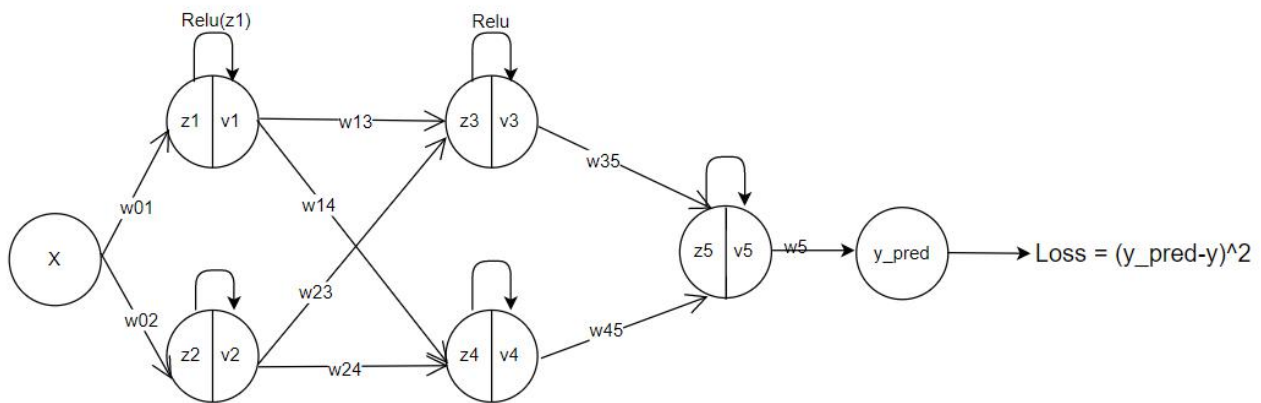 Relu(z1)
Relu
z1 v1
w13
z3 v3
w35
w01
w14
X
z5 v5
w5
y_pred
Loss = (y_pred-y)^2
w23
w02
w45
z2 v2
w24
z4 v4